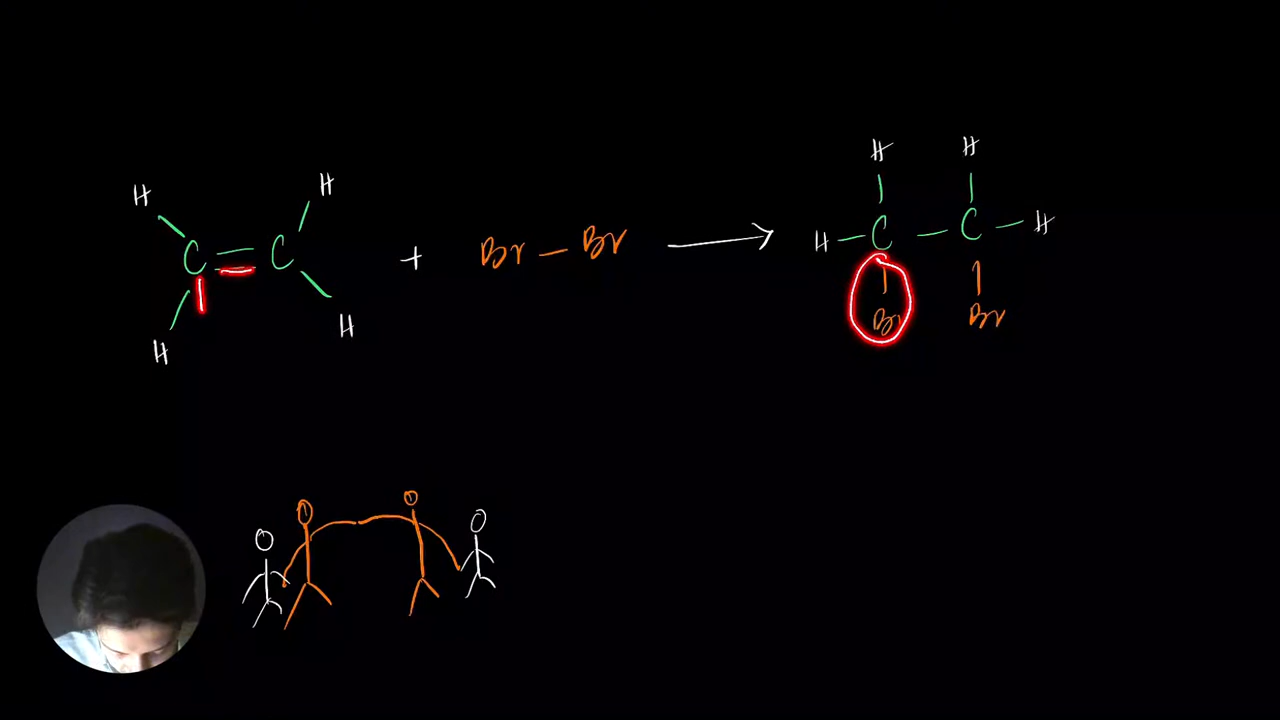 H H H H
C = C + Br — Br ⟶ H — C — C — H
H H Br Br